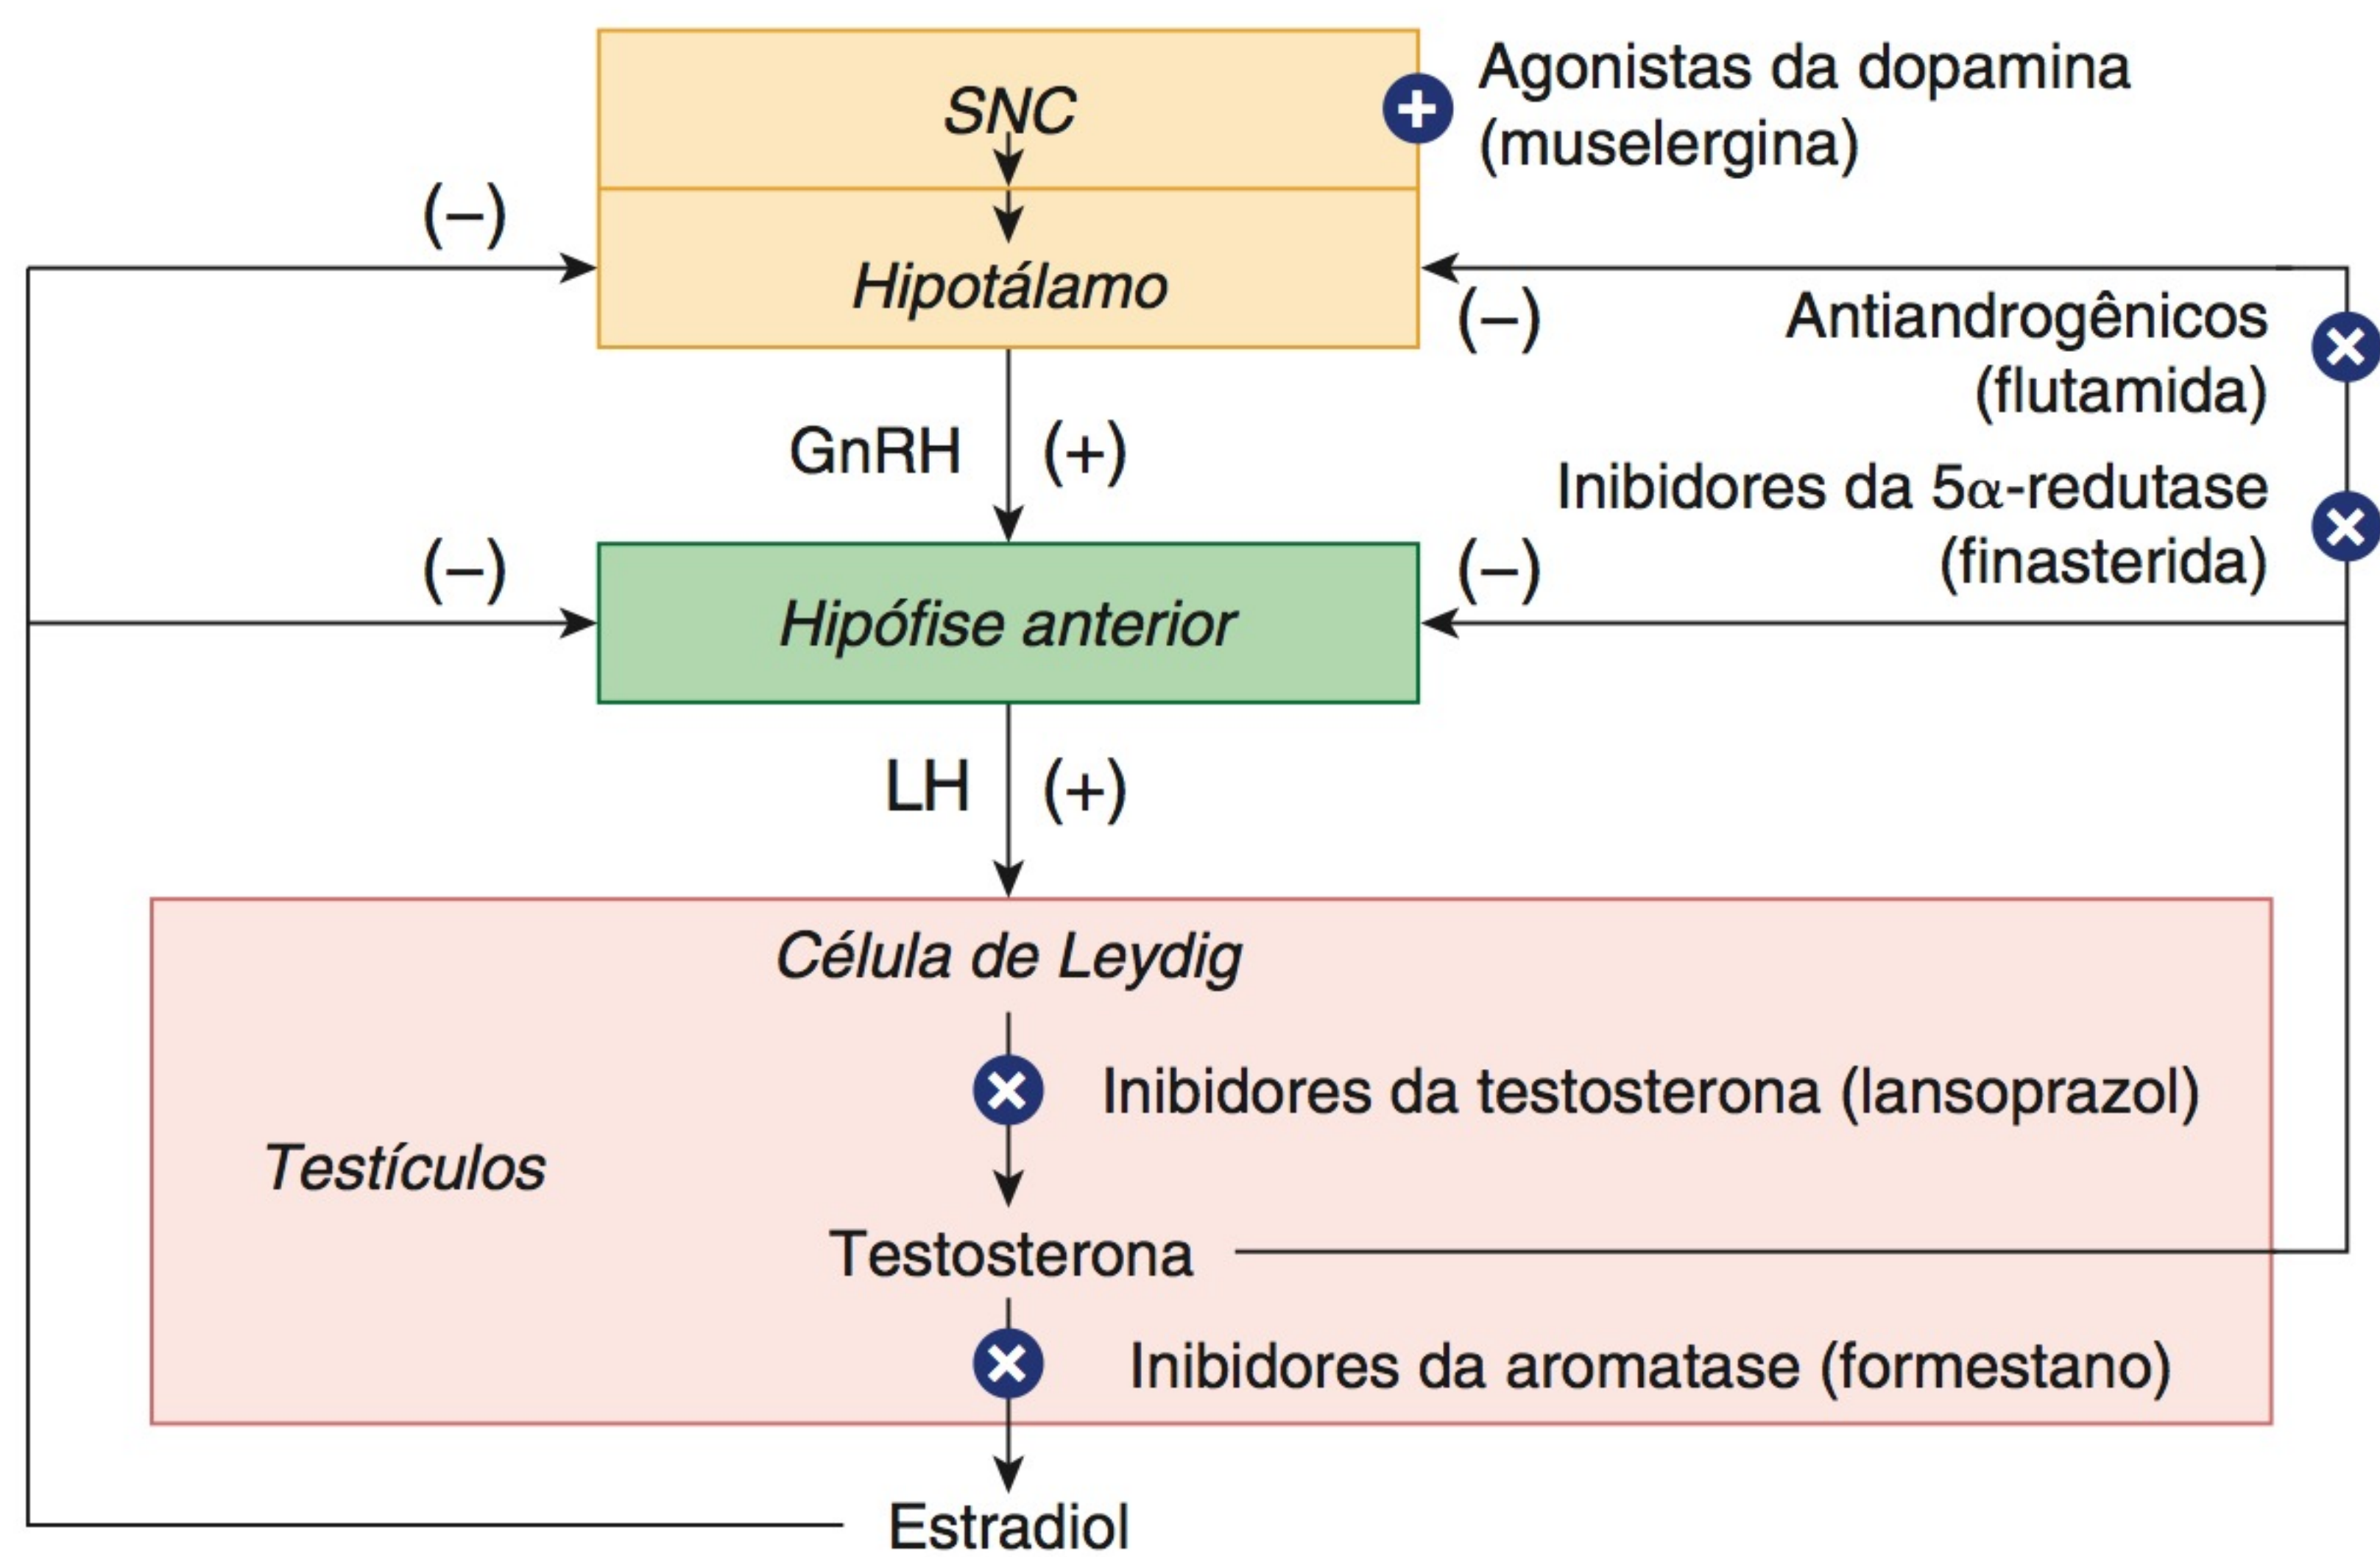 SNC
Agonistas da dopamina
(muselergina)
(–)
Hipotálamo
(–)
Antiandrogênicos
(flutamida)
GnRH (+)
Inibidores da 5α-redutase
(finasterida)
(–)
Hipófise anterior
(–)
LH (+)
Célula de Leydig
Inibidores da testosterona (lansoprazol)
Testículos
Testosterona
Inibidores da aromatase (formestano)
Estradiol